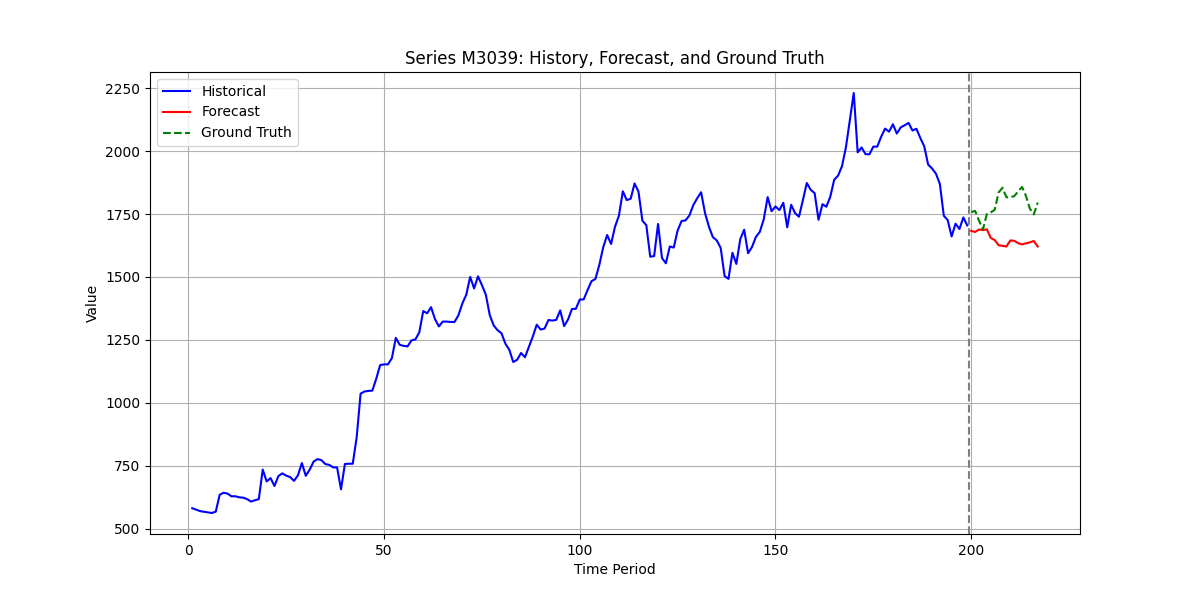 Series M3039: History, Forecast, and Ground Truth
Historical
Forecast
Ground Truth
Value
2250
2000
1750
1500
1250
1000
750
500
0 50 100 150 200
Time Period